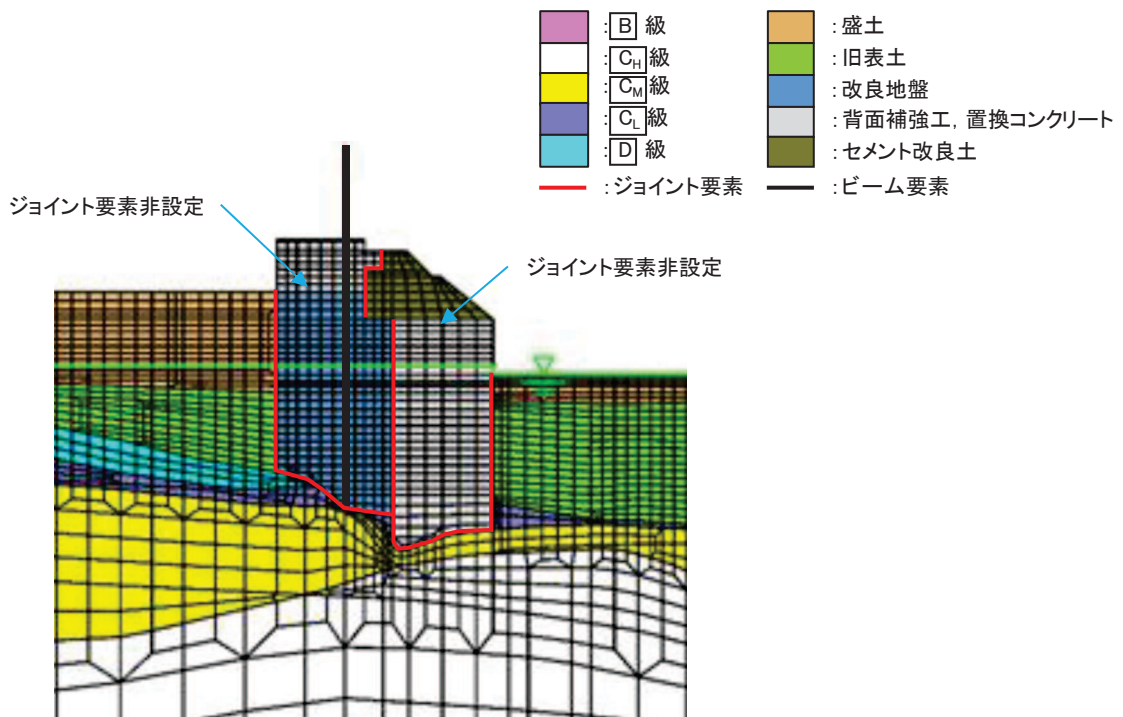 : B 級
: C_H 級
: C_M 級
: C_L 級
: D 級
: ジョイント要素
: 盛土
: 旧表土
: 改良地盤
: 背面補強工, 置換コンクリート
: セメント改良土
: ビーム要素
ジョイント要素非設定
ジョイント要素非設定